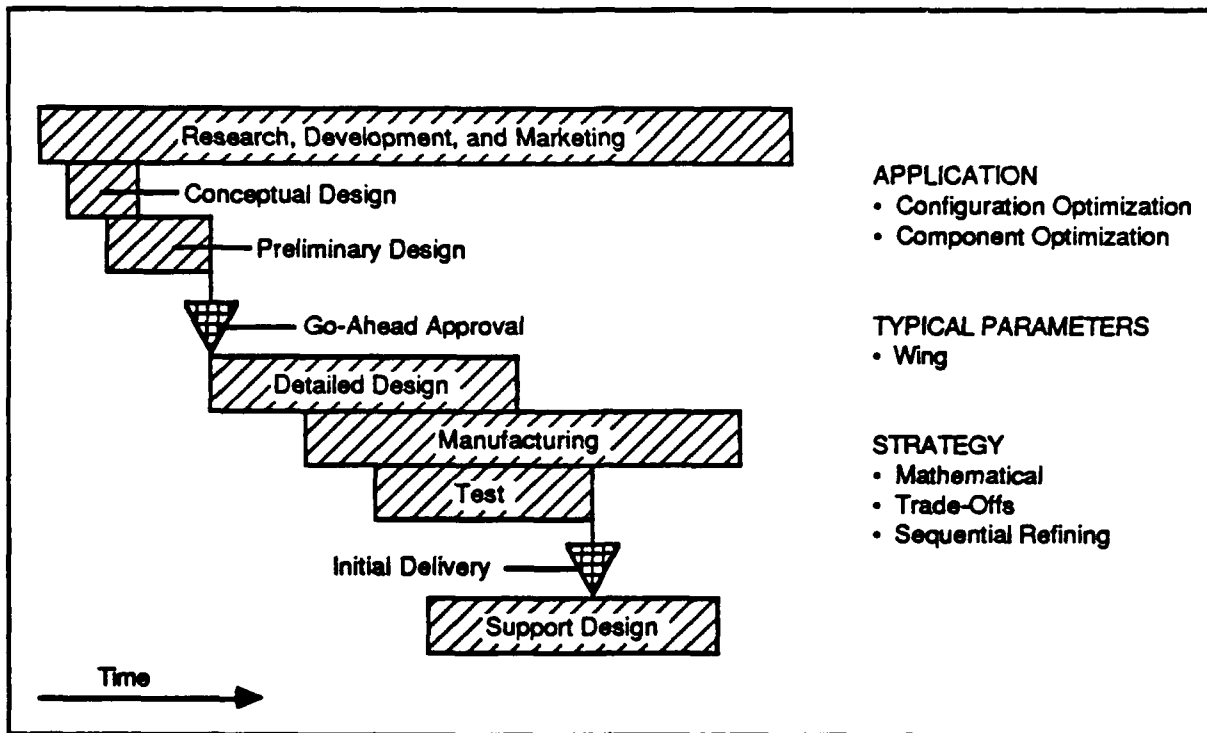 Research, Development, and Marketing
Conceptual Design
Preliminary Design
Go-Ahead Approval
Detailed Design
Manufacturing
Test
Initial Delivery
Support Design
Time
APPLICATION
• Configuration Optimization
• Component Optimization
TYPICAL PARAMETERS
• Wing
STRATEGY
• Mathematical
• Trade-Offs
• Sequential Refining